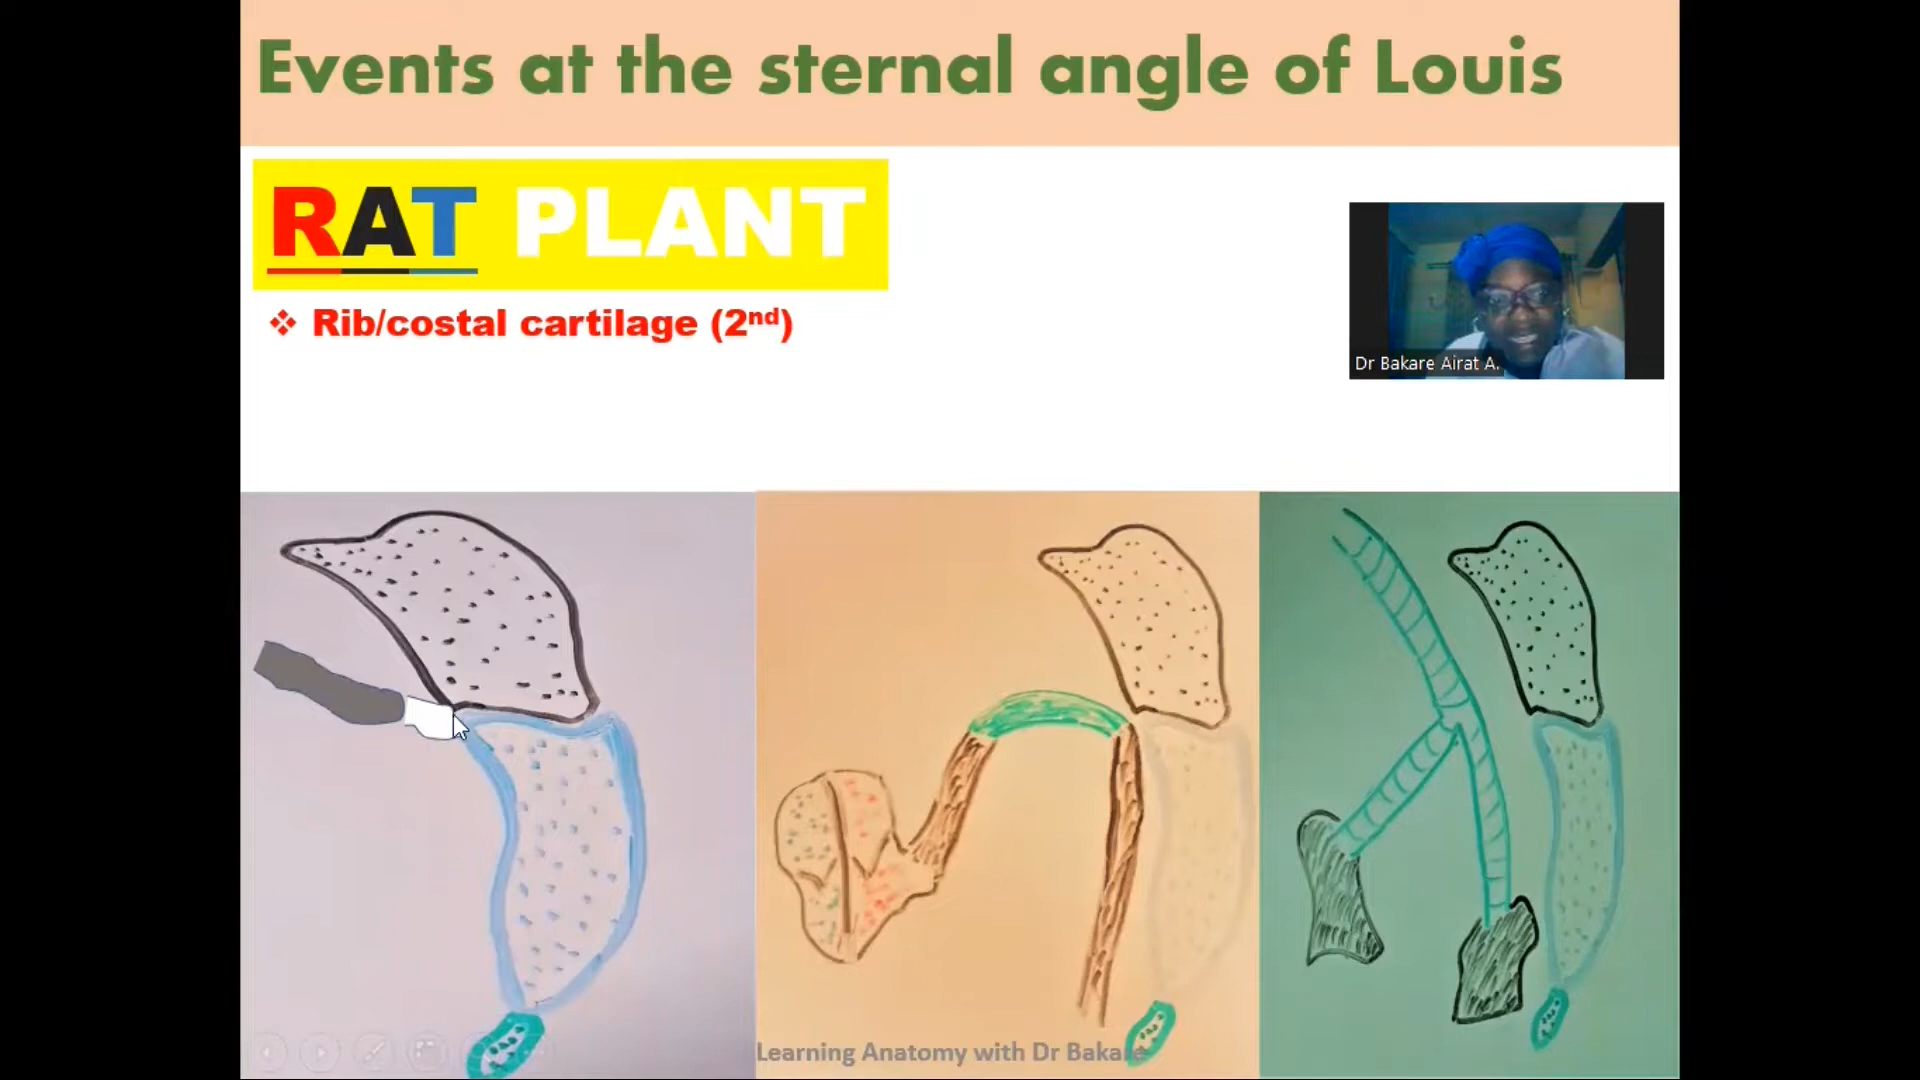 Events at the sternal angle of Louis
RAT PLANT
❖ Rib/costal cartilage (2nd)
Dr Bakare Airat A.
Learning Anatomy with Dr Bakare